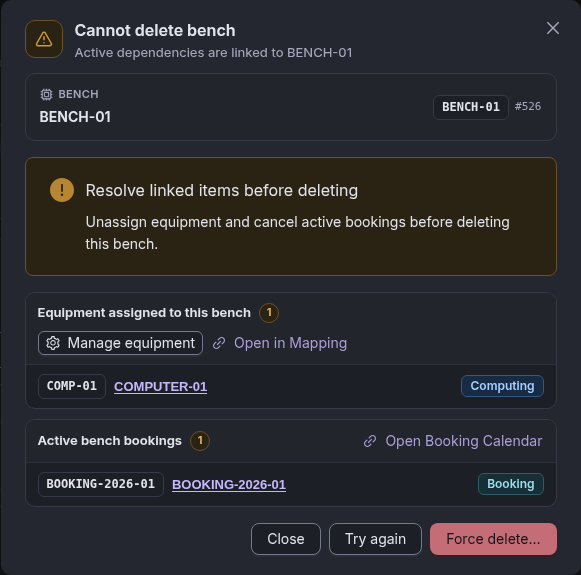 Cannot delete bench
Active dependencies are linked to BENCH-01
BENCH
BENCH-01
BENCH-01 #526
!
Resolve linked items before deleting
Unassign equipment and cancel active bookings before deleting
this bench.
Equipment assigned to this bench 1
Manage equipment Open in Mapping
COMP-01 COMPUTER-01 Computing
Active bench bookings 1 Open Booking Calendar
BOOKING-2026-01 BOOKING-2026-01 Booking
Close Try again Force delete...